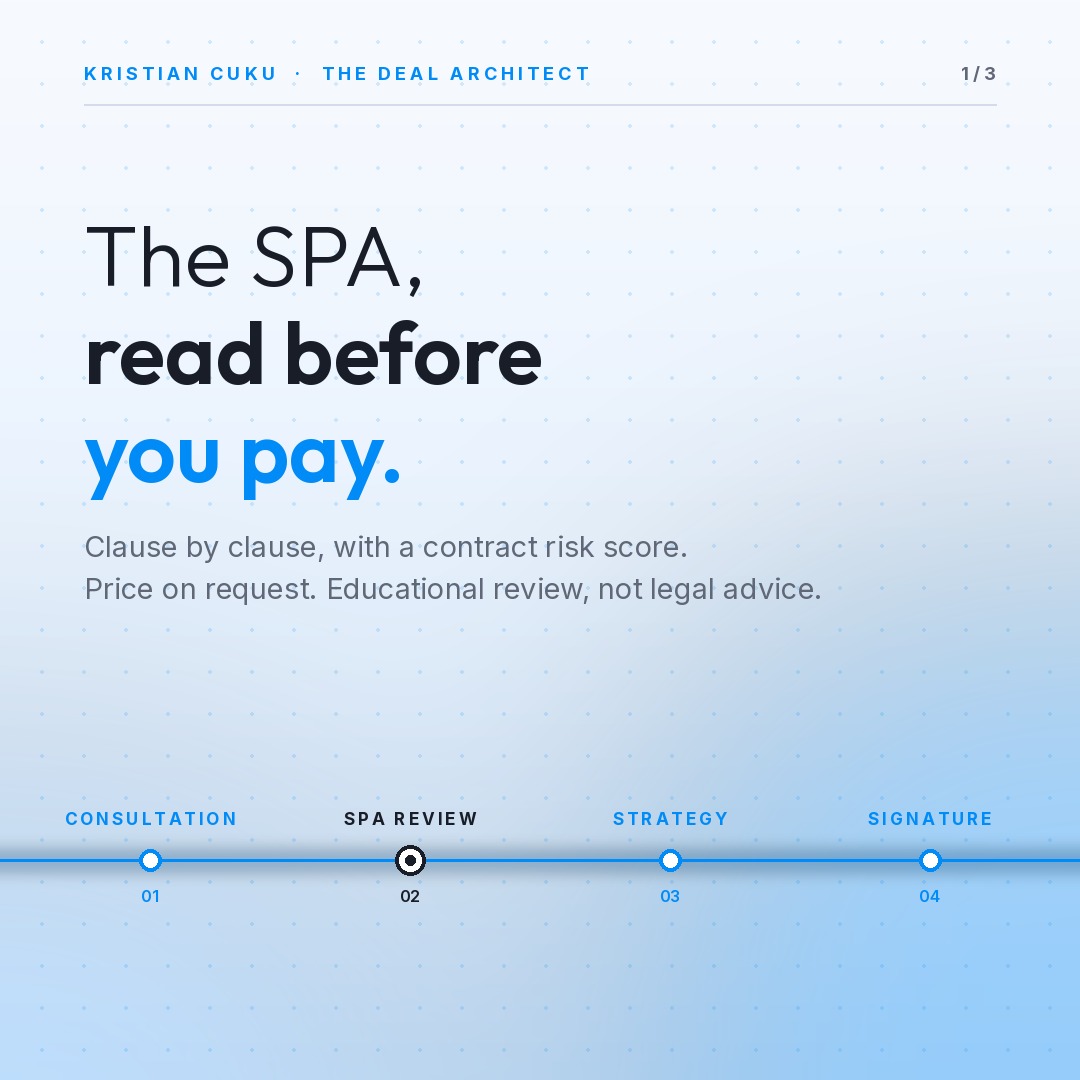 KRISTIAN CUKU · THE DEAL ARCHITECT 1/3
The SPA,
read before
you pay.
Clause by clause, with a contract risk score.
Price on request. Educational review, not legal advice.
CONSULTATION SPA REVIEW STRATEGY SIGNATURE
01 02 03 04